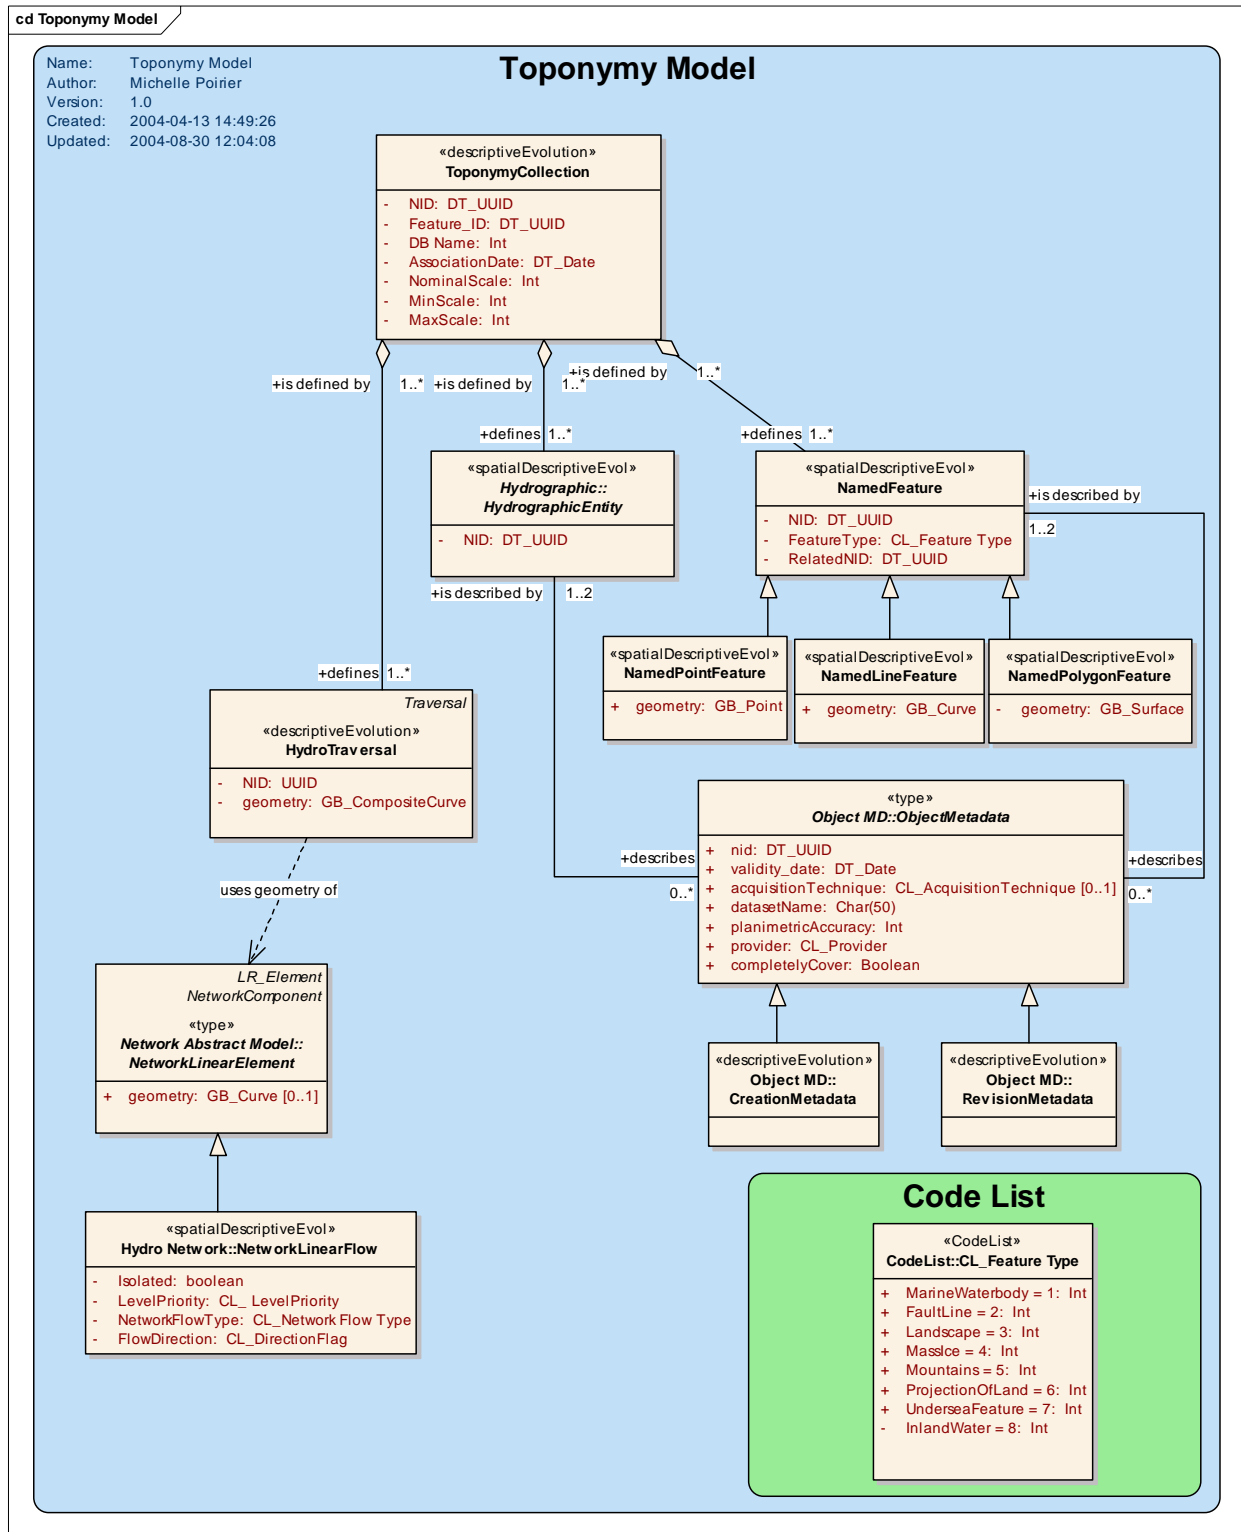 cd Toponymy Model
Toponymy Model
Name: Toponymy Model
Author: Michelle Poirier
Version: 1.0
Created: 2004-04-13 14:49:26
Updated: 2004-08-30 12:04:08
«descriptiveEvolution»
ToponymyCollection
- NID: DT_UUID
- Feature_ID: DT_UUID
- DB Name: Int
- AssociationDate: DT_Date
- NominalScale: Int
- MinScale: Int
- MaxScale: Int
+is defined by 1..*
+is defined by 1..*
+is defined by 1..*
+defines 1..*
+defines 1..*
«spatialDescriptiveEvol»
Hydrographic::
HydrographicEntity
- NID: DT_UUID
+is described by 1..2
«spatialDescriptiveEvol»
NamedFeature
- NID: DT_UUID
- FeatureType: CL_Feature Type
- RelatedNID: DT_UUID
+is described by
1..2
«spatialDescriptiveEvol»
NamedPointFeature
+ geometry: GB_Point
«spatialDescriptiveEvol»
NamedLineFeature
+ geometry: GB_Curve
«spatialDescriptiveEvol»
NamedPolygonFeature
- geometry: GB_Surface
+defines 1..*
Traversal
«descriptiveEvolution»
HydroTraversal
- NID: UUID
- geometry: GB_CompositeCurve
uses geometry of
«type»
Object MD::ObjectMetadata
+ nid: DT_UUID
+ validity_date: DT_Date
+ acquisitionTechnique: CL_AcquisitionTechnique [0..1]
+ datasetName: Char(50)
+ planimetricAccuracy: Int
+ provider: CL_Provider
+ completelyCover: Boolean
+describes
0..*
+describes
0..*
LR_Element
NetworkComponent
«type»
Network Abstract Model::
NetworkLinearElement
+ geometry: GB_Curve [0..1]
«descriptiveEvolution»
Object MD::
CreationMetadata
«descriptiveEvolution»
Object MD::
RevisionMetadata
«spatialDescriptiveEvol»
Hydro Network::NetworkLinearFlow
- Isolated: boolean
- LevelPriority: CL_ LevelPriority
- NetworkFlowType: CL_Network Flow Type
- FlowDirection: CL_DirectionFlag
Code List
«CodeList»
CodeList::CL_Feature Type
+ MarineWaterbody = 1: Int
+ FaultLine = 2: Int
+ Landscape = 3: Int
+ MassIce = 4: Int
+ Mountains = 5: Int
+ ProjectionOfLand = 6: Int
+ UnderseaFeature = 7: Int
- InlandWater = 8: Int